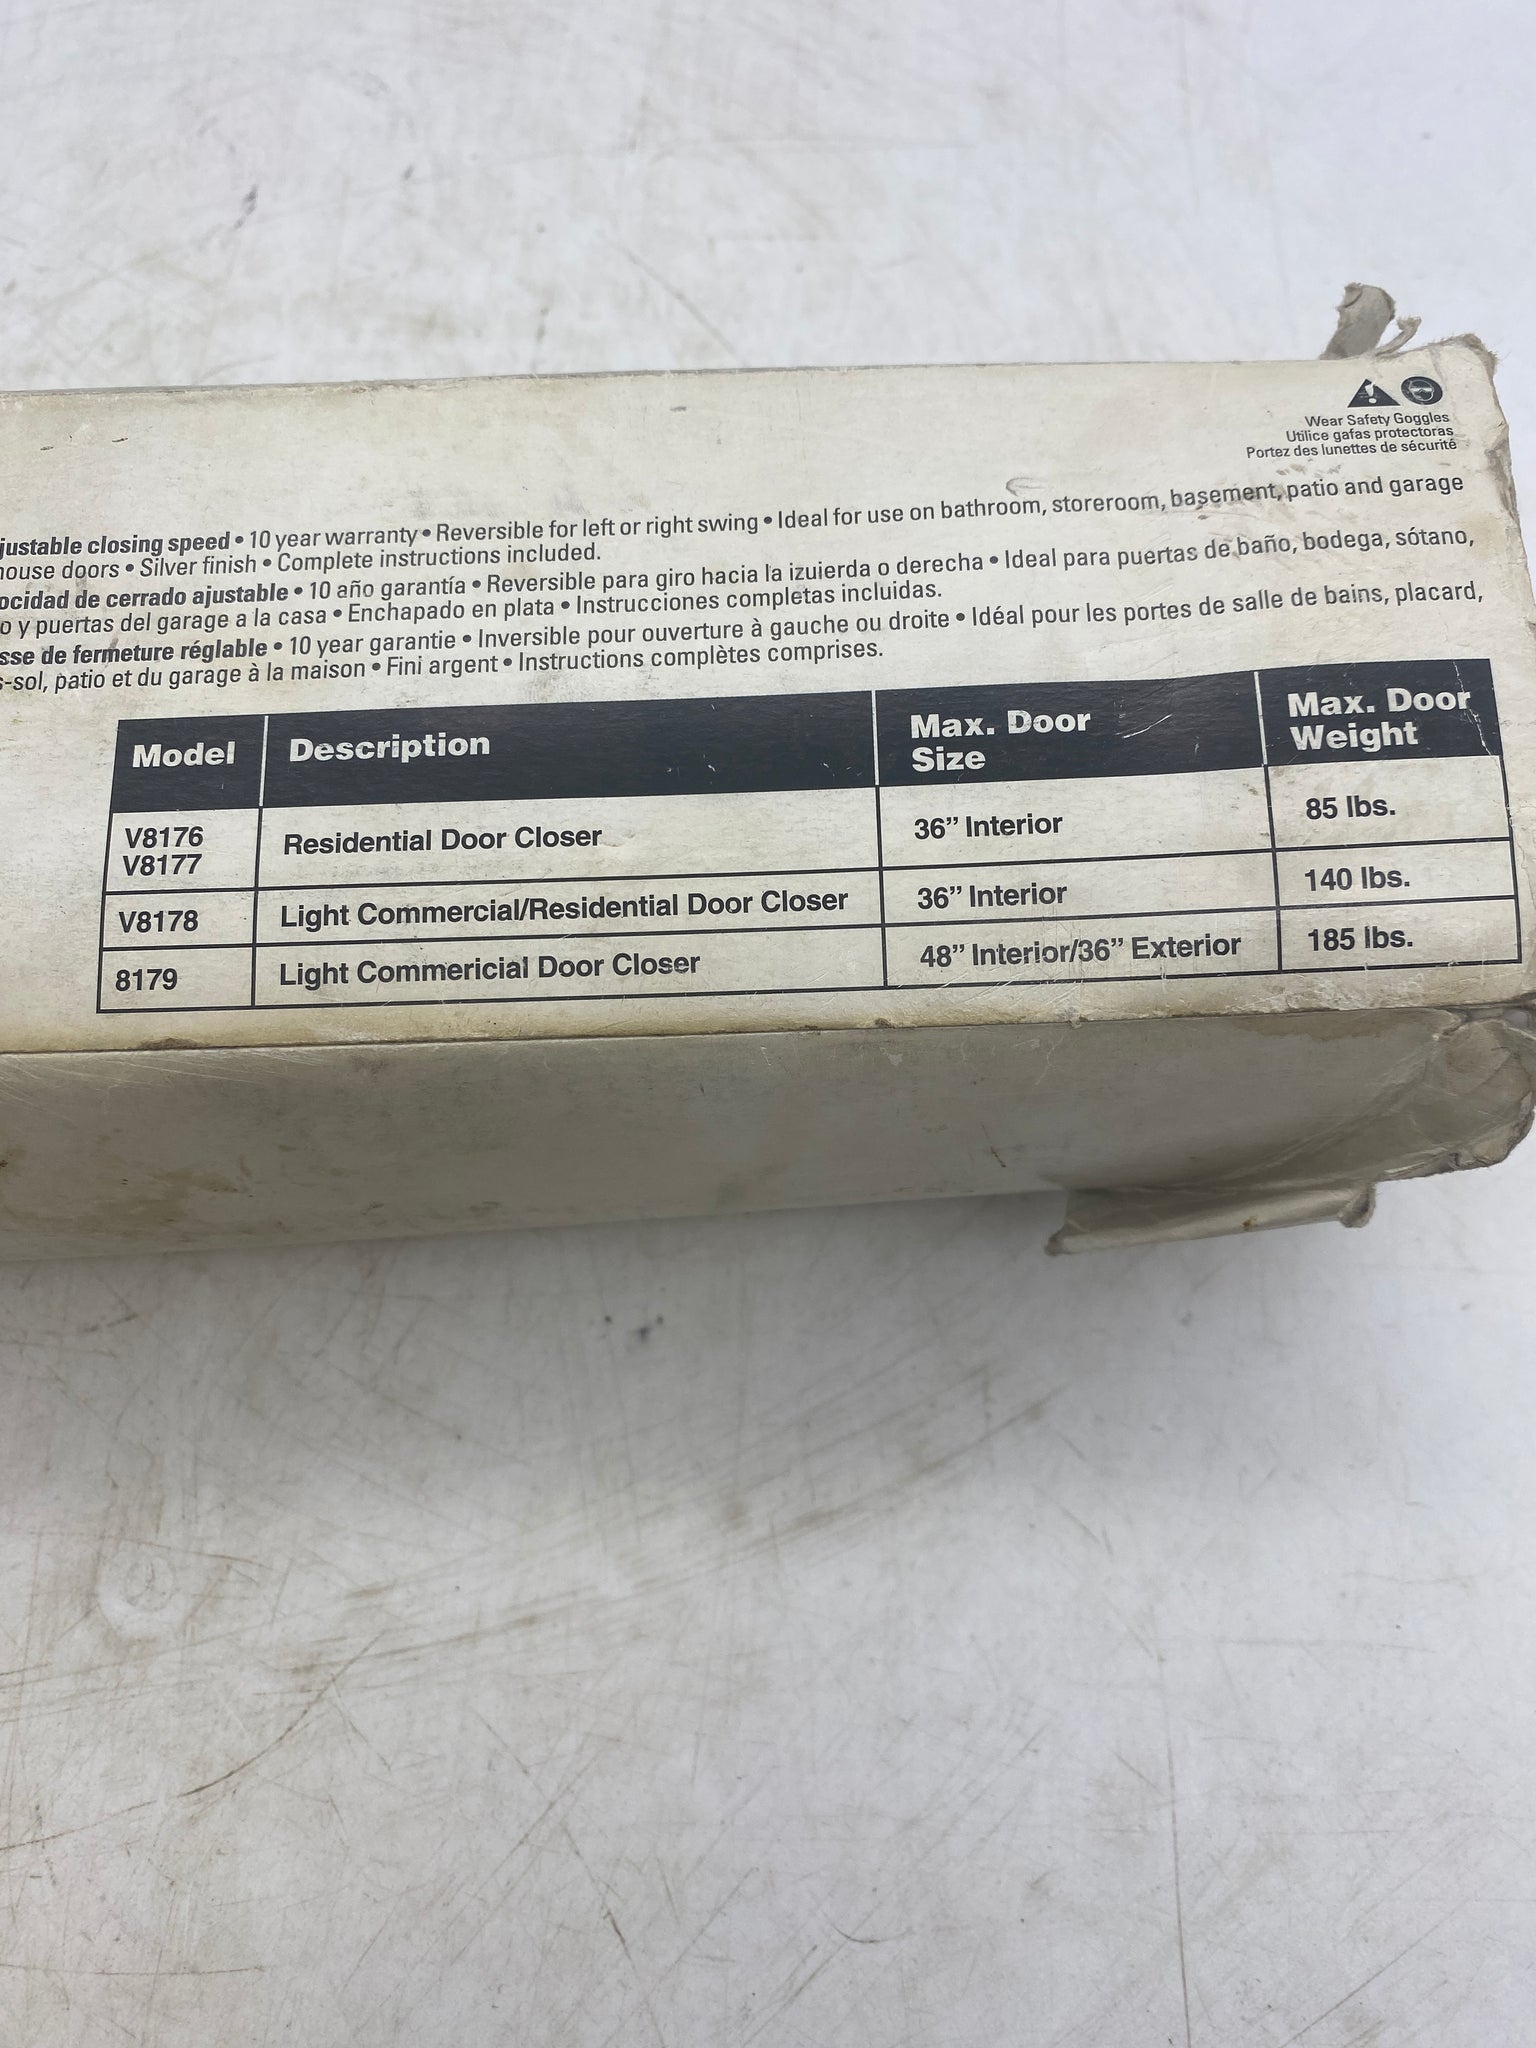 Wear Safety Goggles
Utilice gafas protectoras
Portez des lunettes de sécurité
justable closing speed • 10 year warranty • Reversible for left or right swing • Ideal for use on bathroom, storeroom, basement, patio and garage
house doors • Silver finish • Complete instructions included.
ocidad de cerrado ajustable • 10 año garantía • Reversible para giro hacia la izuierda o derecha • Ideal para puertas de baño, bodega, sótano,
o y puertas del garage a la casa • Enchapado en plata • Instrucciones completas incluidas.
sse de fermeture réglable • 10 year garantie • Inversible pour ouverture à gauche ou droite • Idéal pour les portes de salle de bains, placard,
s-sol, patio et du garage à la maison • Fini argent • Instructions complètes comprises.
Model Description Max. Door Size Max. Door Weight
V8176
V8177 Residential Door Closer 36” Interior 85 lbs.
V8178 Light Commercial/Residential Door Closer 36” Interior 140 lbs.
8179 Light Commericial Door Closer 48” Interior/36” Exterior 185 lbs.